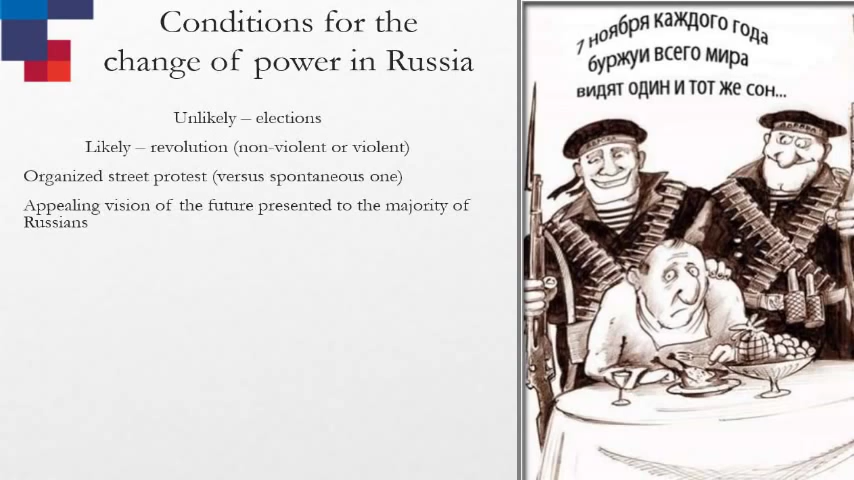 Conditions for the
change of power in Russia
Unlikely – elections
Likely – revolution (non-violent or violent)
Organized street protest (versus spontaneous one)
Appealing vision of the future presented to the majority of
Russians
7 ноября каждого года
буржуи всего мира
видят один и тот же сон...